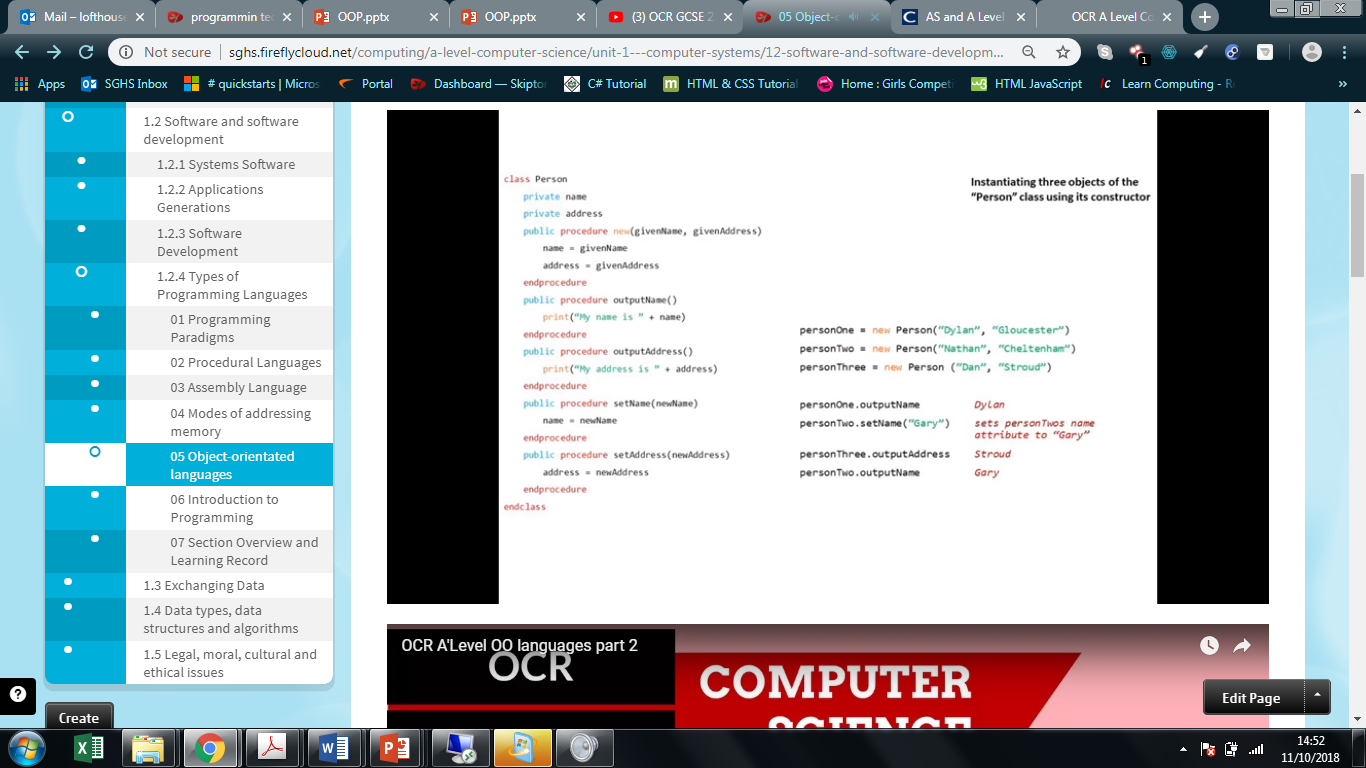 Mail – lofthouse
programmin te
OOP.pptx
OOP.pptx
(3) OCR GCSE 2
05 Object-o
AS and A Level
OCR A Level Co
Not secure | sghs.fireflycloud.net/computing/a-level-computer-science/unit-1---computer-systems/12-software-and-software-developm...
1
Apps
SGHS Inbox
# quickstarts | Micros
Portal
Dashboard — Skipto
C# Tutorial
HTML & CSS Tutorial
Home : Girls Competi
HTML JavaScript
Learn Computing - R
»
1.2 Software and software
development
1.2.1 Systems Software
1.2.2 Applications
Generations
1.2.3 Software
Development
1.2.4 Types of
Programming Languages
01 Programming
Paradigms
02 Procedural Languages
03 Assembly Language
04 Modes of addressing
memory
05 Object-orientated
languages
06 Introduction to
Programming
07 Section Overview and
Learning Record
1.3 Exchanging Data
1.4 Data types, data
structures and algorithms
1.5 Legal, moral, cultural and
ethical issues
?
Create
class Person
private name
private address
public procedure new(givenName, givenAddress)
name = givenName
address = givenAddress
endprocedure
public procedure outputName()
print("My name is " + name)
endprocedure
public procedure outputAddress()
print("My address is " + address)
endprocedure
public procedure setName(newName)
name = newName
endprocedure
public procedure setAddress(newAddress)
address = newAddress
endprocedure
endclass
Instantiating three objects of the
"Person" class using its constructor
personOne = new Person("Dylan", "Gloucester")
personTwo = new Person("Nathan", "Cheltenham")
personThree = new Person ("Dan", "Stroud")
personOne.outputName Dylan
personTwo.setName("Gary") sets personTwos name
attribute to "Gary"
personThree.outputAddress Stroud
personTwo.outputName Gary
OCR A'Level OO languages part 2
OCR
COMPUTER
SCIENCE
Edit Page
14:52
11/10/2018